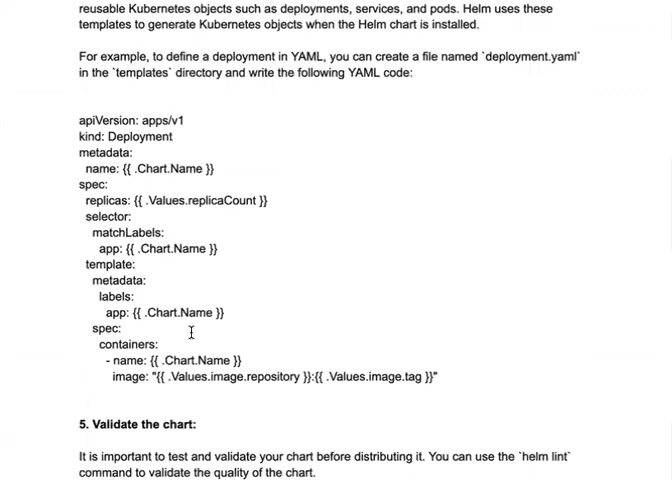 reusable Kubernetes objects such as deployments, services, and pods. Helm uses these
templates to generate Kubernetes objects when the Helm chart is installed.
For example, to define a deployment in YAML, you can create a file named `deployment.yaml`
in the `templates` directory and write the following YAML code:
apiVersion: apps/v1
kind: Deployment
metadata:
  name: {{ .Chart.Name }}
spec:
  replicas: {{ .Values.replicaCount }}
  selector:
    matchLabels:
      app: {{ .Chart.Name }}
  template:
    metadata:
      labels:
        app: {{ .Chart.Name }}
    spec:
      containers:
        - name: {{ .Chart.Name }}
          image: "{{ .Values.image.repository }}:{{ .Values.image.tag }}"
5. Validate the chart:
It is important to test and validate your chart before distributing it. You can use the `helm lint`
command to validate the quality of the chart.